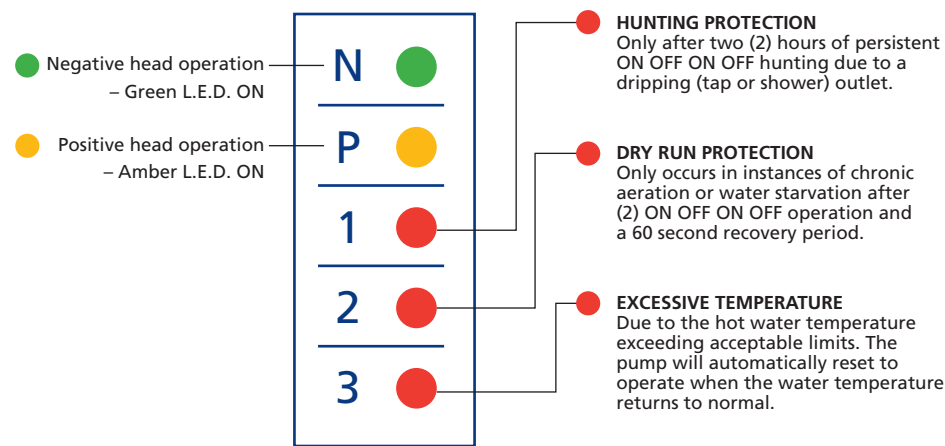 Negative head operation
– Green L.E.D. ON
Positive head operation
– Amber L.E.D. ON
N
P
1
2
3
HUNTING PROTECTION
Only after two (2) hours of persistent
ON OFF ON OFF hunting due to a
dripping (tap or shower) outlet.
DRY RUN PROTECTION
Only occurs in instances of chronic
aeration or water starvation after
(2) ON OFF ON OFF operation and
a 60 second recovery period.
EXCESSIVE TEMPERATURE
Due to the hot water temperature
exceeding acceptable limits. The
pump will automatically reset to
operate when the water temperature
returns to normal.